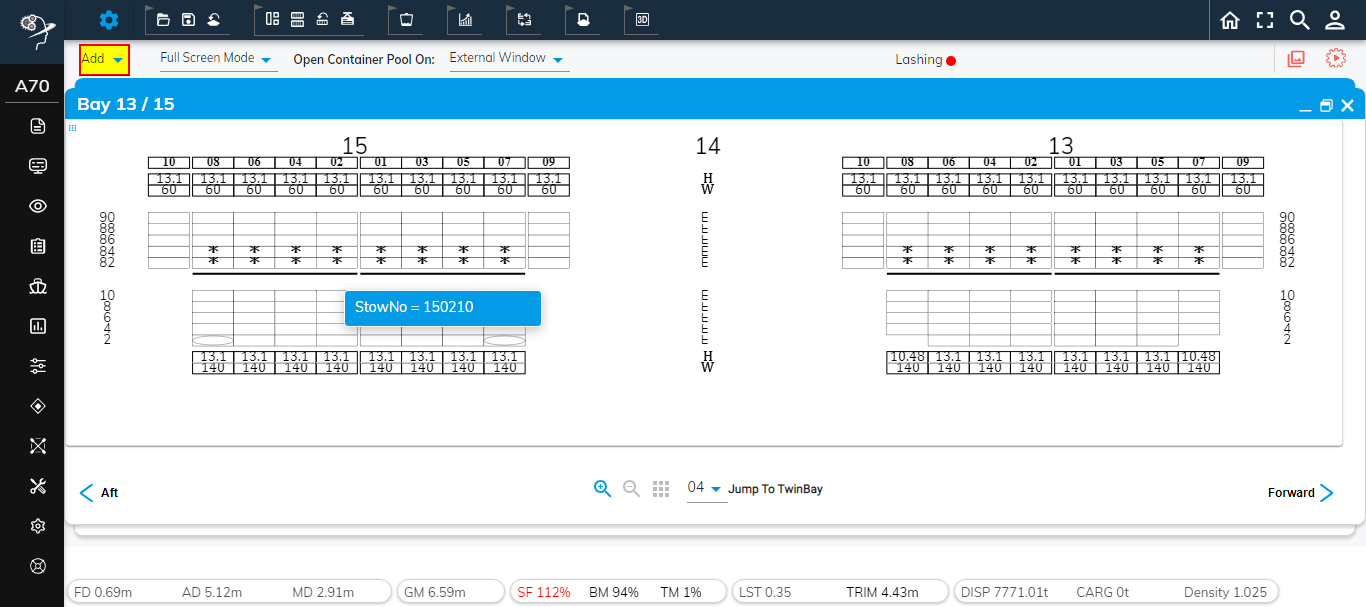 3D
Add Full Screen Mode Open Container Pool On: External Window Lashing
A70
Bay 13 / 15
15 14 13
10 08 06 04 02 01 03 05 07 09 10 08 06 04 02 01 03 05 07 09
13.1 13.1 13.1 13.1 13.1 13.1 13.1 13.1 13.1 13.1 H 13.1 13.1 13.1 13.1 13.1 13.1 13.1 13.1 13.1 13.1
60 60 60 60 60 60 60 60 60 60 W 60 60 60 60 60 60 60 60 60 60
90 E 90
88 E 88
86 E 86
84 * * * * * * * * E * * * * * * * * 84
82 * * * * * * * * E * * * * * * * * 82
10 E 10
8 E 8
6 E 6
4 E 4
2 E 2
StowNo = 150210
13.1 13.1 13.1 13.1 13.1 13.1 13.1 13.1 H 10.48 13.1 13.1 13.1 13.1 13.1 13.1 10.48
140 140 140 140 140 140 140 140 W 140 140 140 140 140 140 140 140
Aft 04 Jump To TwinBay Forward
FD 0.69m AD 5.12m MD 2.91m GM 6.59m SF 112% BM 94% TM 1% LST 0.35 TRIM 4.43m DISP 7771.01t CARG 0t Density 1.025